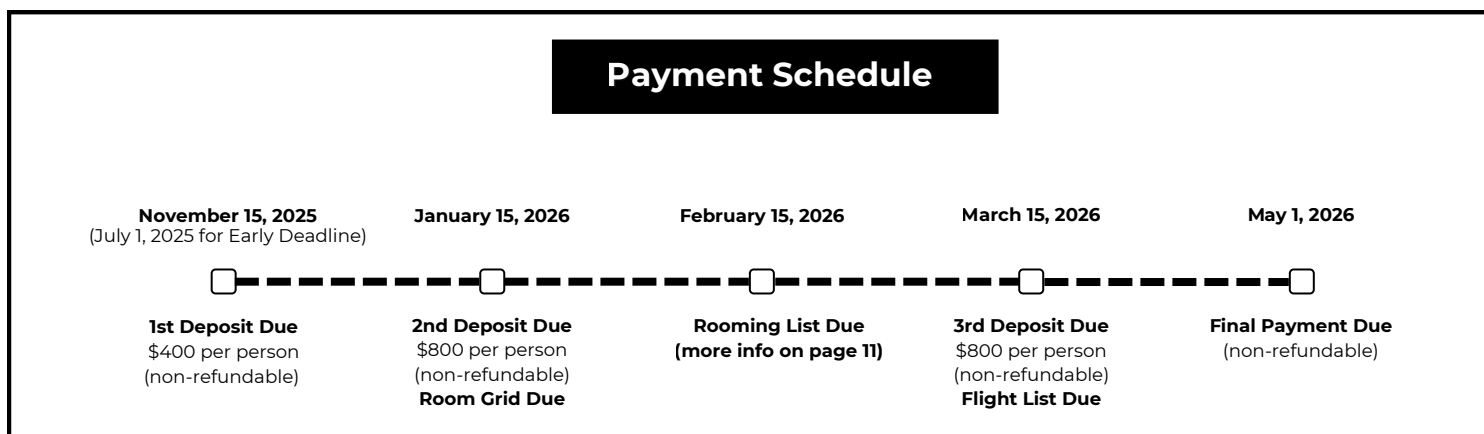 Payment Schedule
November 15, 2025
(July 1, 2025 for Early Deadline)
January 15, 2026
February 15, 2026
March 15, 2026
May 1, 2026
1st Deposit Due
$400 per person
(non-refundable)
2nd Deposit Due
$800 per person
(non-refundable)
Room Grid Due
Rooming List Due
(more info on page 11)
3rd Deposit Due
$800 per person
(non-refundable)
Flight List Due
Final Payment Due
(non-refundable)